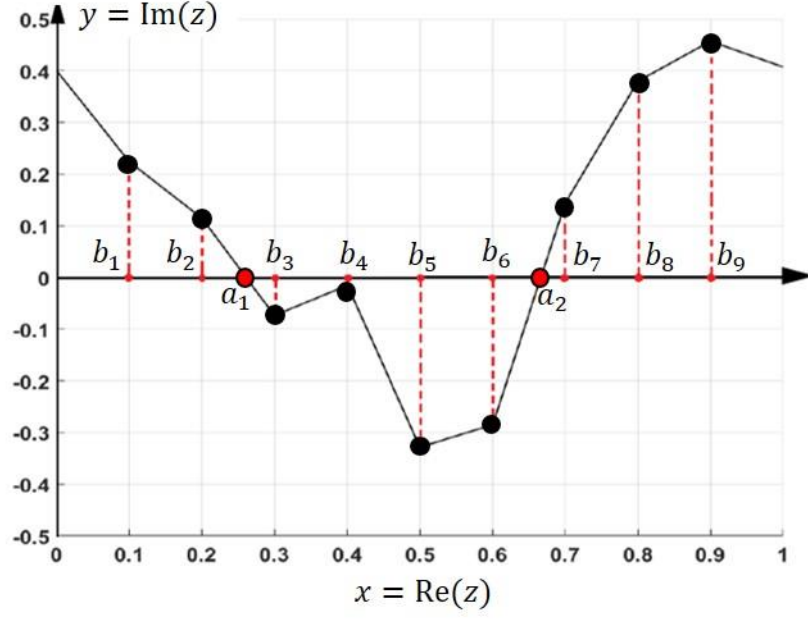 y = Im(z)
0.5
0.4
0.3
0.2
0.1
0
-0.1
-0.2
-0.3
-0.4
-0.5
b₁ b₂ b₃ b₄ b₅ b₆ b₇ b₈ b₉
a₁ a₂
0 0.1 0.2 0.3 0.4 0.5 0.6 0.7 0.8 0.9 1
x = Re(z)